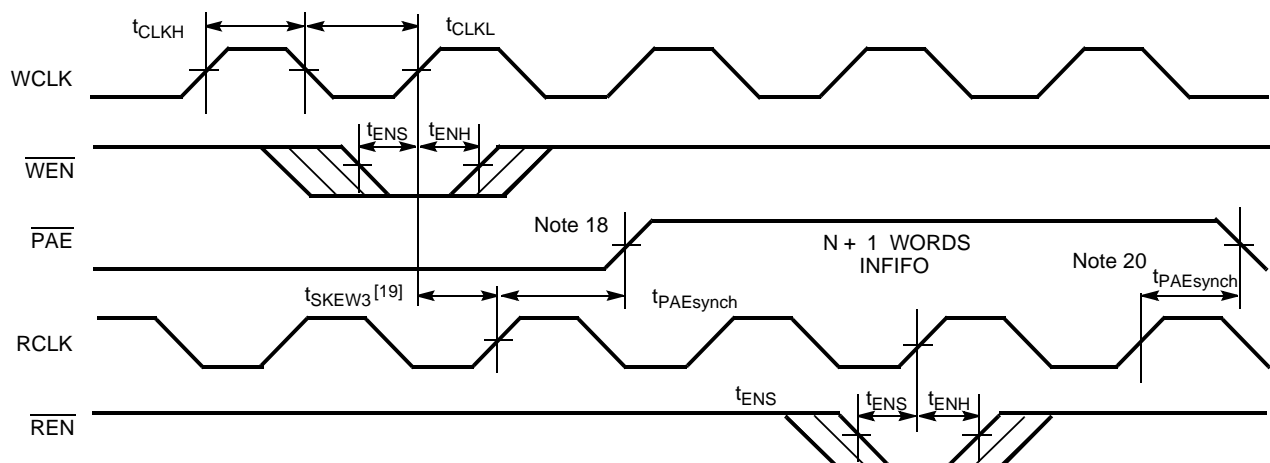 tCLKH tCLKL
WCLK
tENS tENH
WEN
Note 18
PAE
N + 1 WORDS
INFIFO
Note 20
tSKEW3 [19] tPAEsynch tPAEsynch
RCLK
tENS tENS tENH
REN